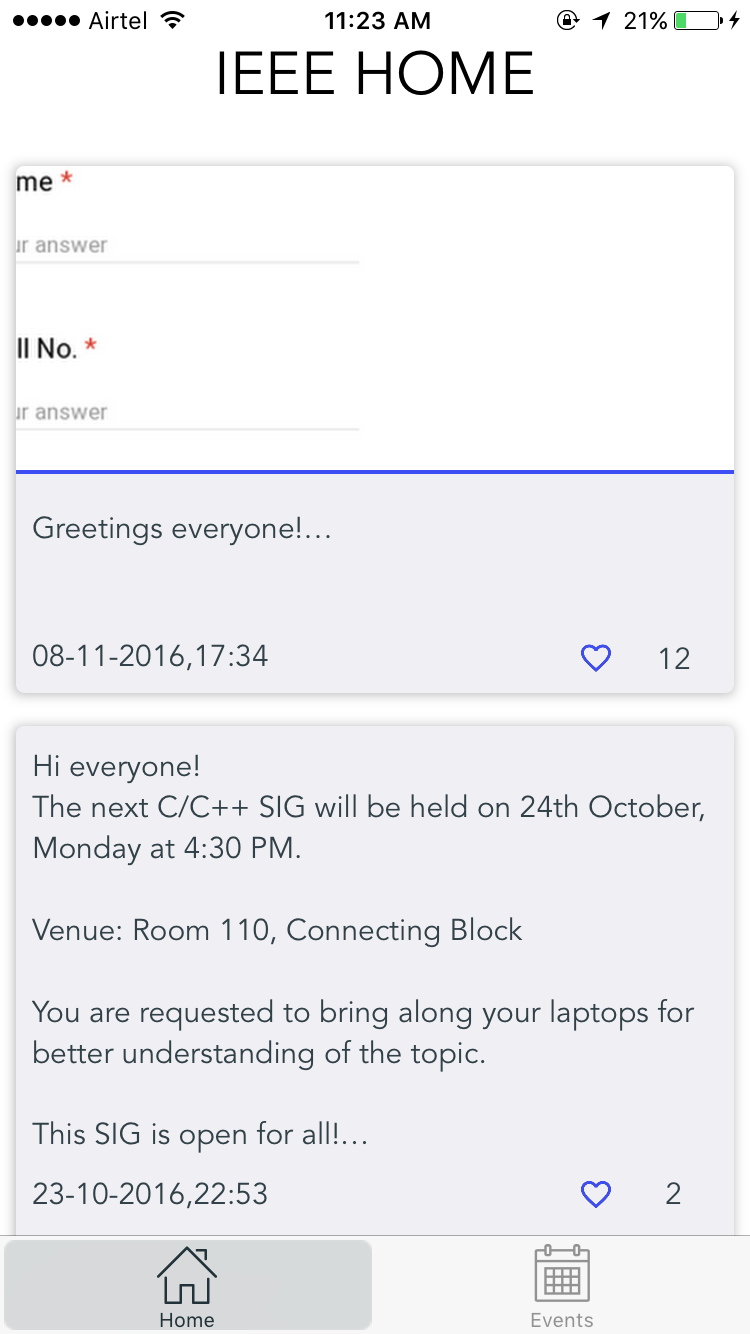 Airtel 11:23 AM 21%
IEEE HOME
me *
ur answer
ll No. *
ur answer
Greetings everyone!...
08-11-2016,17:34 12
Hi everyone!
The next C/C++ SIG will be held on 24th October,
Monday at 4:30 PM.
Venue: Room 110, Connecting Block
You are requested to bring along your laptops for
better understanding of the topic.
This SIG is open for all!...
23-10-2016,22:53 2
Home Events